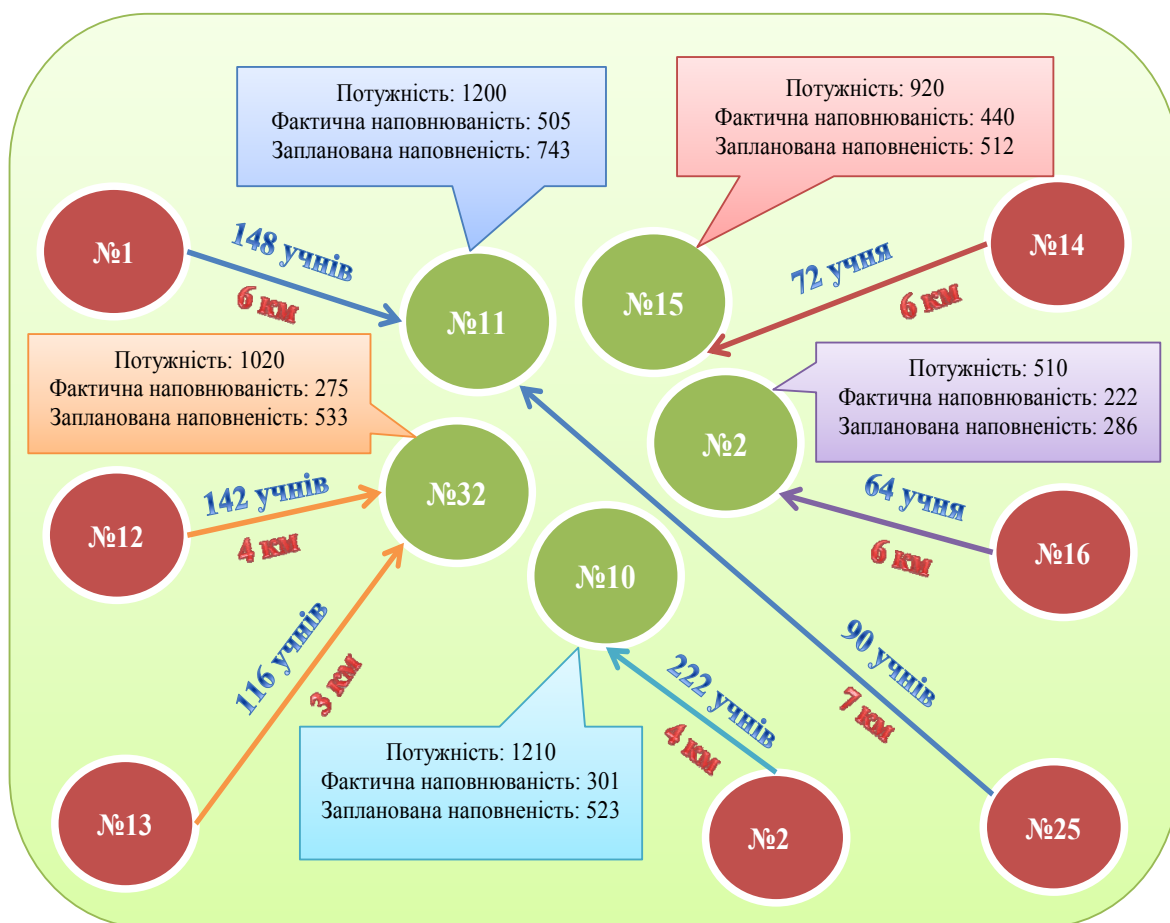 Потужність: 1200
Фактична наповнюваність: 505
Запланована наповненість: 743
Потужність: 920
Фактична наповнюваність: 440
Запланована наповненість: 512
№1
148 учнів
6 км
№11
№15
72 учня
6 км
№14
Потужність: 1020
Фактична наповнюваність: 275
Запланована наповненість: 533
Потужність: 510
Фактична наповнюваність: 222
Запланована наповненість: 286
№12
142 учнів
4 км
№32
№2
64 учня
6 км
№16
№10
116 учнів
3 км
222 учнів
4 км
90 учнів
7 км
Потужність: 1210
Фактична наповнюваність: 301
Запланована наповненість: 523
№13
№2
№25